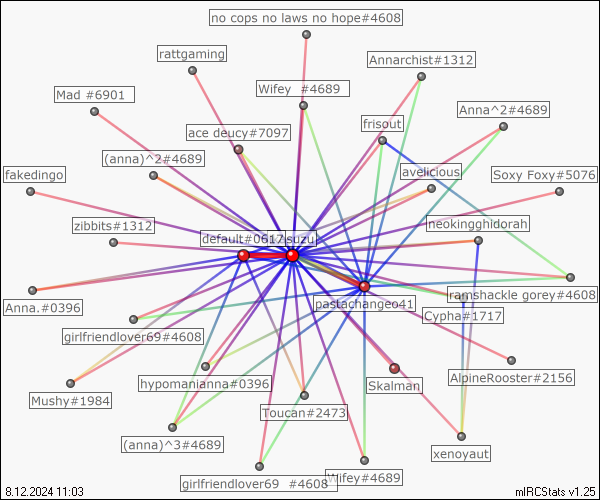 no cops no laws no hope#4608
rattgaming
Annarchist#1312
Wifey  #4689
Mad #6901
Anna^2#4689
frisout
ace deucy#7097
(anna)^2#4689
avelicious
fakedingo
Soxy Foxy#5076
zibbits#1312
neokingghidorah
default#0617
suzu
Anna.#0396
ramshackle gorey#4608
pastachangeo41
Cypha#1717
girlfriendlover69#4608
hypomanianna#0396
Skalman
AlpineRooster#2156
Mushy#1984
Toucan#2473
(anna)^3#4689
xenoyaut
girlfriendlover69  #4608
Wifey#4689
8.12.2024 11:03
mIRCStats v1.25